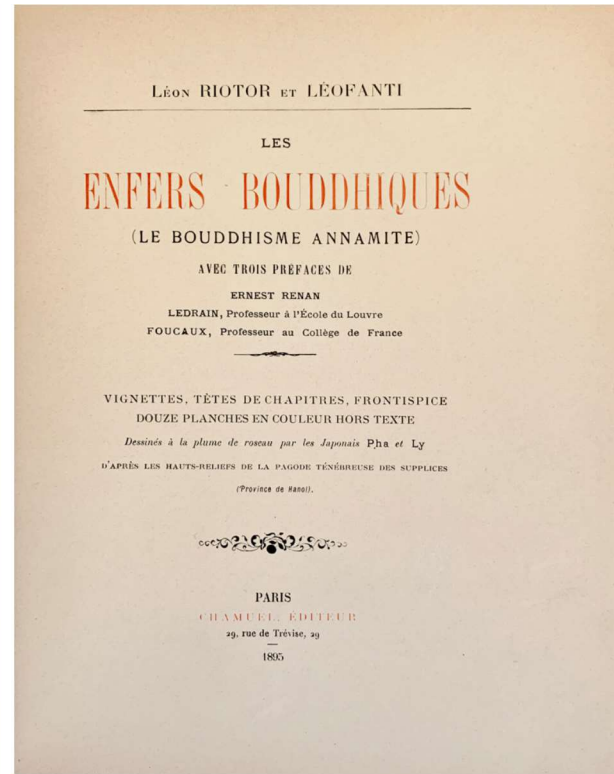 LÉON RIOTOR ET LÉOFANTI
LES
ENFERS BOUDDHIQUES
(LE BOUDDHISME ANNAMITE)
AVEC TROIS PRÉFACES DE
ERNEST RENAN
LEDRAIN, Professeur à l'École du Louvre
FOUCAUX, Professeur au Collège de France
VIGNETTES, TÊTES DE CHAPITRES, FRONTISPICE
DOUZE PLANCHES EN COULEUR HORS TEXTE
Dessinés à la plume de roseau par les Japonais Pha et Ly
D'APRÈS LES HAUTS-RELIEFS DE LA PAGODE TÉNÉBREUSE DES SUPPLICES
(Province de Hanoï).
PARIS
CHAMUEL, ÉDITEUR
29, rue de Trévise, 29
1895